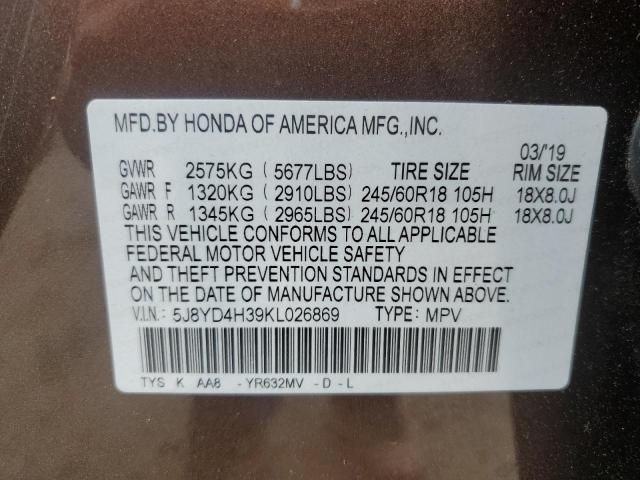 MFD.BY HONDA OF AMERICA MFG.,INC.
03/'19
GVWR 2575KG ( 5677LBS) TIRE SIZE RIM SIZE
GAWR F 1320KG ( 2910LBS) 245/60R18 105H 18X8.0J
GAWR R 1345KG ( 2965LBS) 245/60R18 105H 18X8.0J
THIS VEHICLE CONFORMS TO ALL APPLICABLE
FEDERAL MOTOR VEHICLE SAFETY
AND THEFT PREVENTION STANDARDS IN EFFECT
ON THE DATE OF MANUFACTURE SHOWN ABOVE.
V.I.N.: 5J8YD4H39KL026869 TYPE: MPV
TYS K AA8 -YR632MV -D-L